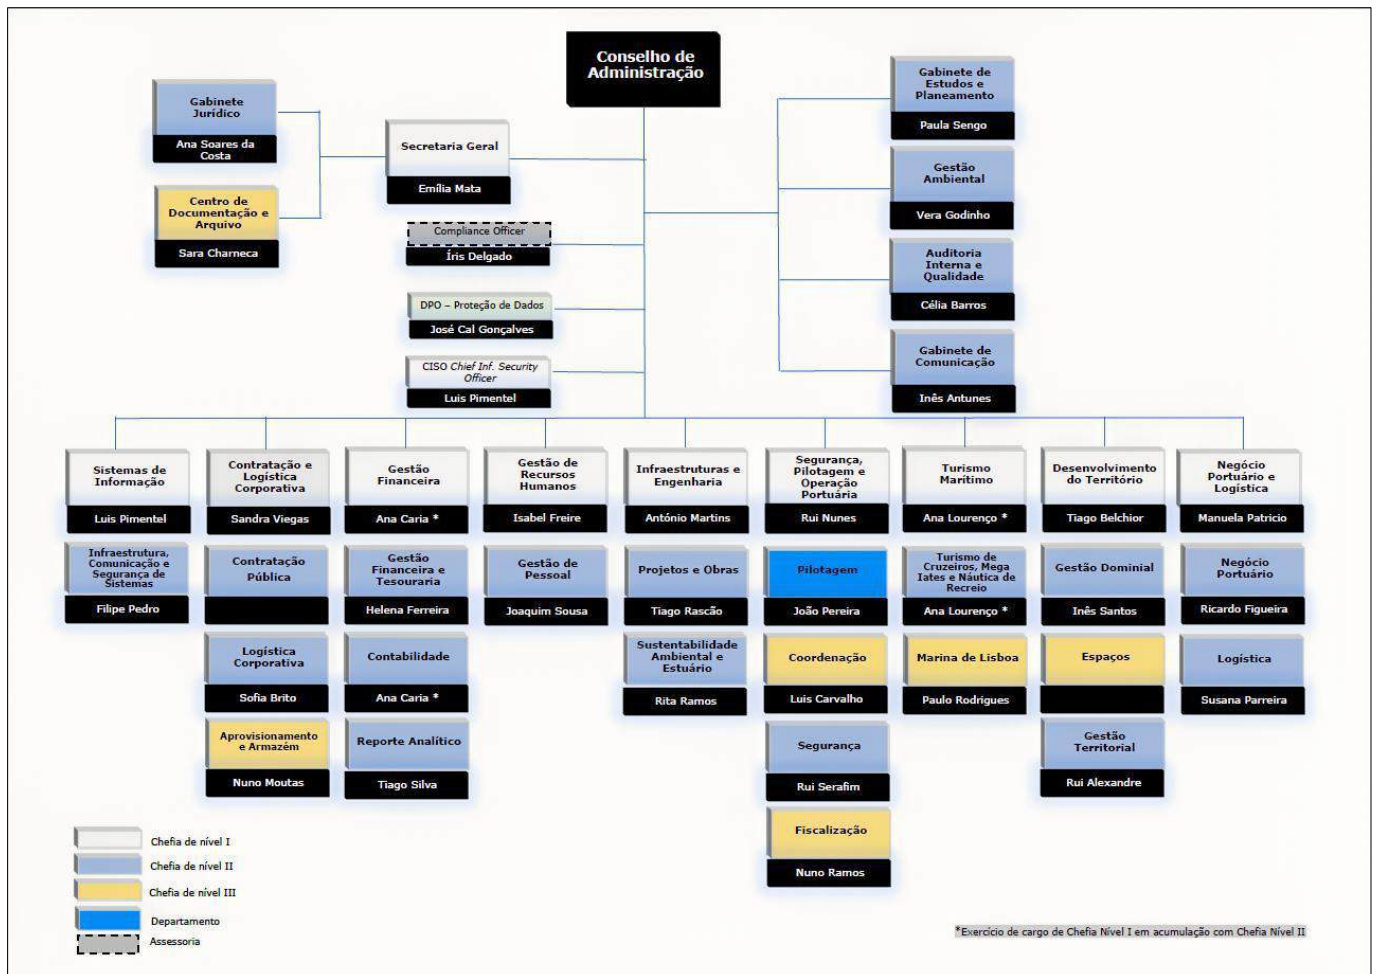 Conselho de
Administração
Gabinete
Jurídico
Ana Soares da
Costa
Centro de
Documentação e
Arquivo
Sara Charneca
Secretaria Geral
Emília Mata
Compliance Officer
Íris Delgado
DPO – Proteção de Dados
José Cal Gonçalves
CISO Chief Inf. Security
Officer
Luis Pimentel
Gabinete de
Estudos e
Planeamento
Paula Sengo
Gestão
Ambiental
Vera Godinho
Auditoria
Interna e
Qualidade
Célia Barros
Gabinete de
Comunicação
Inês Antunes
Sistemas de
Informação
Luis Pimentel
Infraestrutura,
Comunicação e
Segurança de
Sistemas
Filipe Pedro
Contratação e
Logística
Corporativa
Sandra Viegas
Contratação
Pública
Logística
Corporativa
Sofia Brito
Aprovisionamento
e Armazém
Nuno Moutas
Gestão
Financeira
Ana Caria *
Gestão
Financeira e
Tesouraria
Helena Ferreira
Contabilidade
Ana Caria *
Reporte Analítico
Tiago Silva
Gestão de
Recursos
Humanos
Isabel Freire
Gestão de
Pessoal
Joaquim Sousa
Infraestruturas e
Engenharia
António Martins
Projetos e Obras
Tiago Rascão
Sustentabilidade
Ambiental e
Estuário
Rita Ramos
Segurança,
Pilotagem e
Operação
Portuária
Rui Nunes
Pilotagem
João Pereira
Coordenação
Luis Carvalho
Segurança
Rui Serafim
Fiscalização
Nuno Ramos
Turismo
Marítimo
Ana Lourenço *
Turismo de
Cruzeiros, Mega
Iates e Náutica de
Recreio
Ana Lourenço *
Marina de Lisboa
Paulo Rodrigues
Desenvolvimento
do Território
Tiago Belchior
Gestão Dominial
Inês Santos
Espaços
Gestão
Territorial
Rui Alexandre
Negócio
Portuário e
Logística
Manuela Patricio
Negócio
Portuário
Ricardo Figueira
Logística
Susana Parreira
Chefia de nível I
Chefia de nível II
Chefia de nível III
Departamento
Assessoria
*Exercício de cargo de Chefia Nível I em acumulação com Chefia Nível II